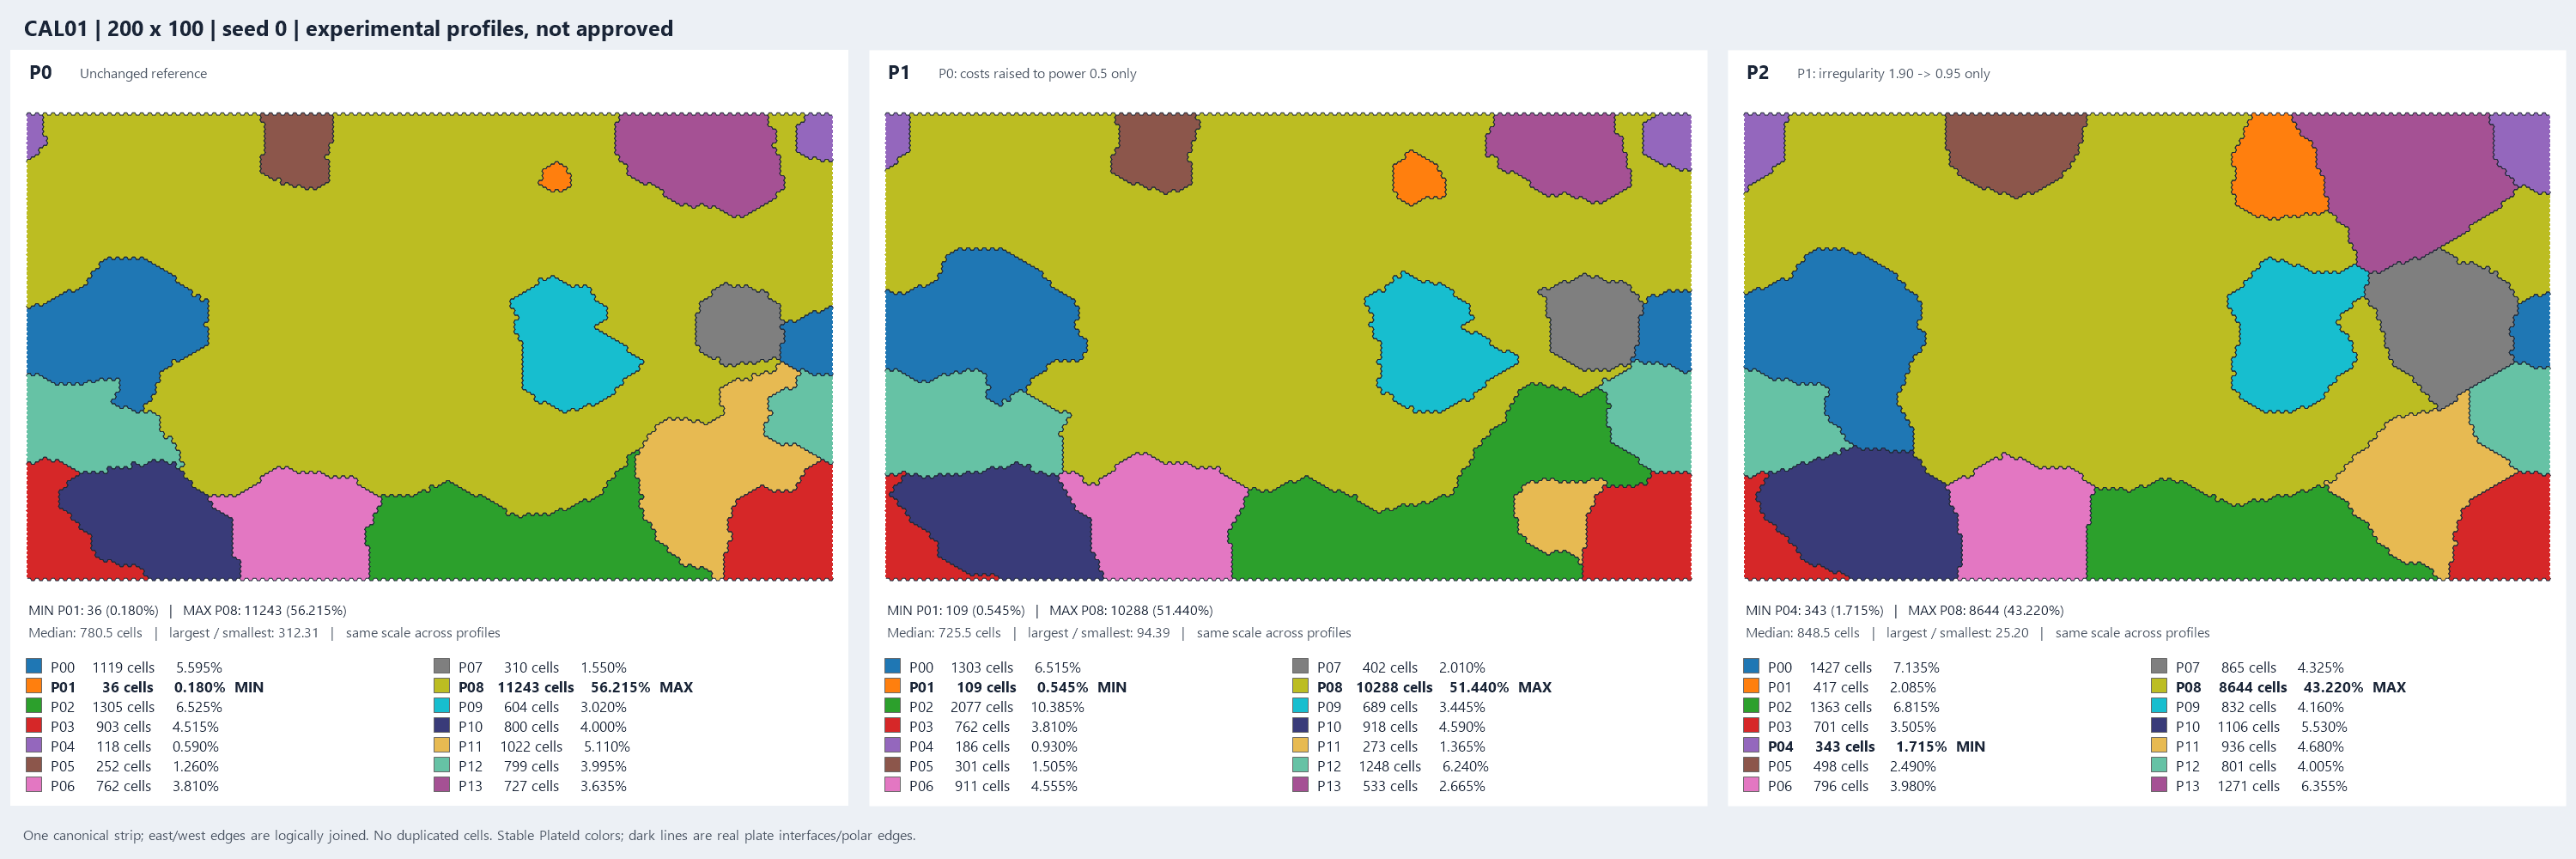 CAL01 | 200 x 100 | seed 0 | experimental profiles, not approved
P0 Unchanged reference
MIN P01: 36 (0.180%) | MAX P08: 11243 (56.215%)
Median: 780.5 cells | largest / smallest: 312.31 | same scale across profiles
P00 1119 cells 5.595% P07 310 cells 1.550%
P01 36 cells 0.180% MIN P08 11243 cells 56.215% MAX
P02 1305 cells 6.525% P09 604 cells 3.020%
P03 903 cells 4.515% P10 800 cells 4.000%
P04 118 cells 0.590% P11 1022 cells 5.110%
P05 252 cells 1.260% P12 799 cells 3.995%
P06 762 cells 3.810% P13 727 cells 3.635%
P1 P0: costs raised to power 0.5 only
MIN P01: 109 (0.545%) | MAX P08: 10288 (51.440%)
Median: 725.5 cells | largest / smallest: 94.39 | same scale across profiles
P00 1303 cells 6.515% P07 402 cells 2.010%
P01 109 cells 0.545% MIN P08 10288 cells 51.440% MAX
P02 2077 cells 10.385% P09 689 cells 3.445%
P03 762 cells 3.810% P10 918 cells 4.590%
P04 186 cells 0.930% P11 273 cells 1.365%
P05 301 cells 1.505% P12 1248 cells 6.240%
P06 911 cells 4.555% P13 533 cells 2.665%
P2 P1: irregularity 1.90 -> 0.95 only
MIN P04: 343 (1.715%) | MAX P08: 8644 (43.220%)
Median: 848.5 cells | largest / smallest: 25.20 | same scale across profiles
P00 1427 cells 7.135% P07 865 cells 4.325%
P01 417 cells 2.085% P08 8644 cells 43.220% MAX
P02 1363 cells 6.815% P09 832 cells 4.160%
P03 701 cells 3.505% P10 1106 cells 5.530%
P04 343 cells 1.715% MIN P11 936 cells 4.680%
P05 498 cells 2.490% P12 801 cells 4.005%
P06 796 cells 3.980% P13 1271 cells 6.355%
One canonical strip; east/west edges are logically joined. No duplicated cells. Stable PlateId colors; dark lines are real plate interfaces/polar edges.